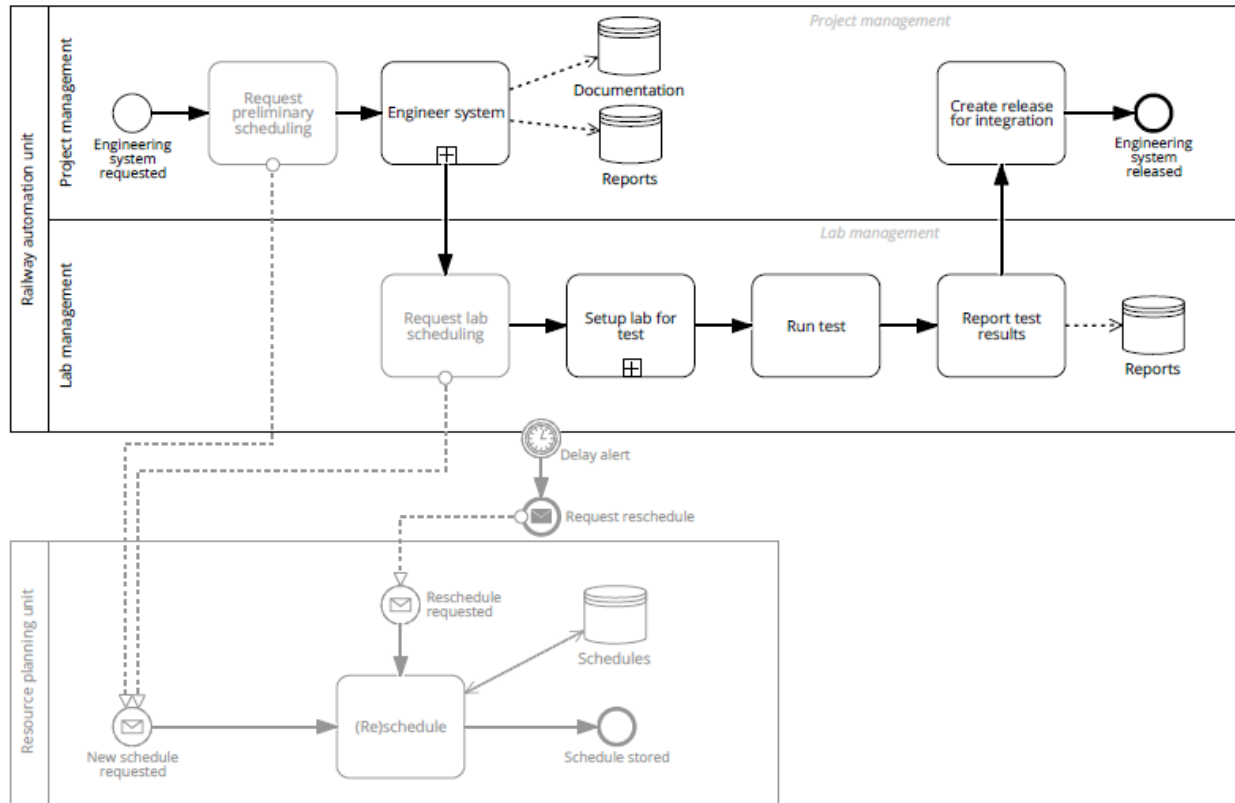 Railway automation unit
Project management
Project management
Engineering
system
requested
Request
preliminary
scheduling
Engineer system
Documentation
Reports
Create release
for integration
Engineering
system
released
Lab management
Lab management
Request lab
scheduling
Setup lab for
test
Run test
Report test
results
Reports
Delay alert
Request reschedule
Resource planning unit
Reschedule
requested
Schedules
New schedule
requested
(Re)schedule
Schedule stored